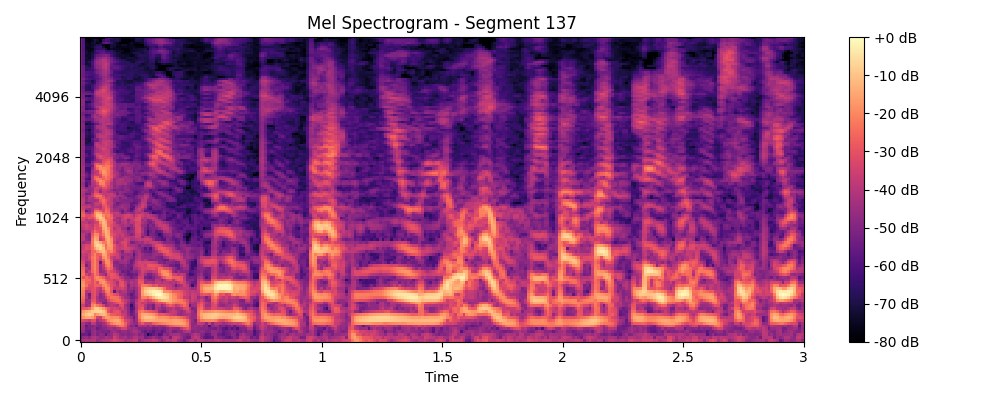 Mel Spectrogram - Segment 137
+0 dB
-10 dB
-20 dB
-30 dB
-40 dB
-50 dB
-60 dB
-70 dB
-80 dB
Frequency
4096
2048
1024
512
0
0
0.5
1
1.5
2
2.5
3
Time